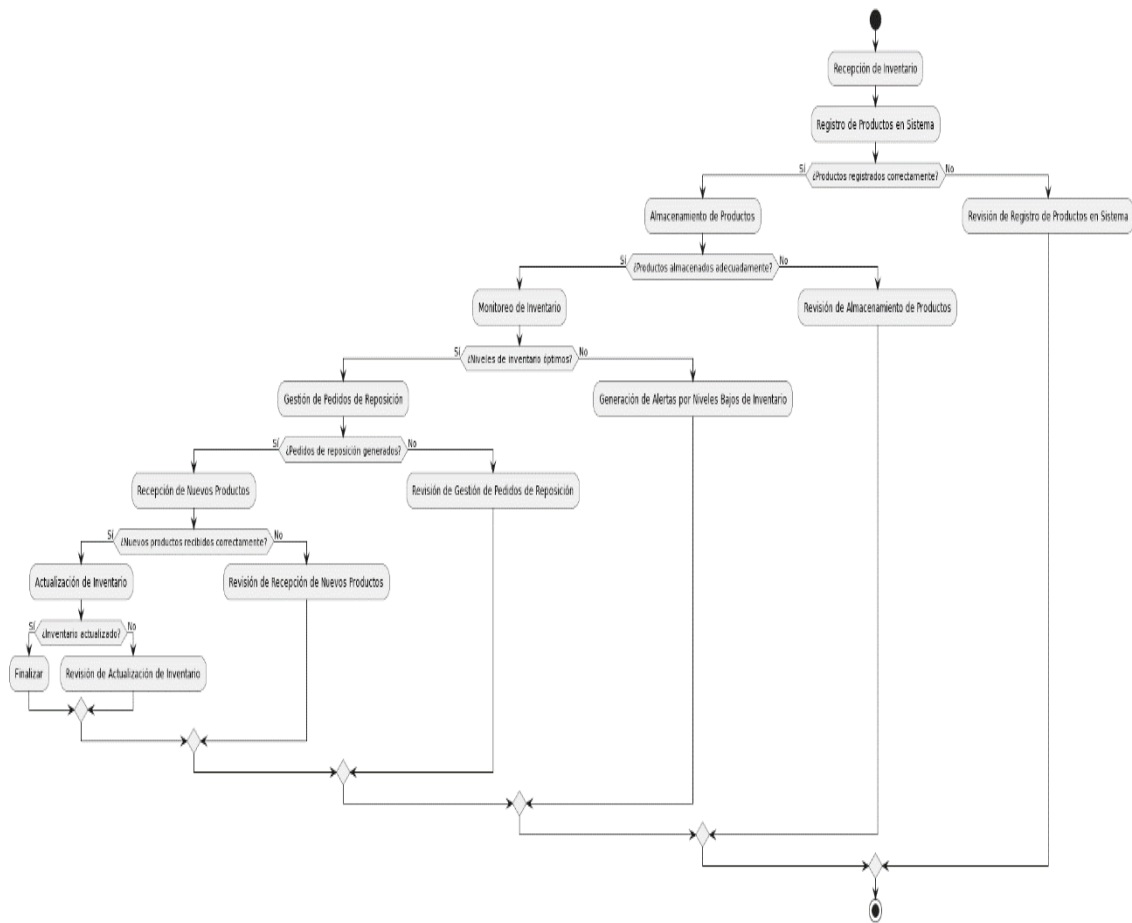 Recepción de Inventario
Registro de Productos en Sistema
Sí
¿Productos registrados correctamente?
No
Almacenamiento de Productos
Revisión de Registro de Productos en Sistema
Sí
¿Productos almacenados adecuadamente?
No
Monitoreo de Inventario
Revisión de Almacenamiento de Productos
Sí
¿Niveles de inventario óptimos?
No
Gestión de Pedidos de Reposición
Generación de Alertas por Niveles Bajos de Inventario
Sí
¿Pedidos de reposición generados?
No
Recepción de Nuevos Productos
Revisión de Gestión de Pedidos de Reposición
Sí
¿Nuevos productos recibidos correctamente?
No
Actualización de Inventario
Revisión de Recepción de Nuevos Productos
Sí
¿Inventario actualizado?
No
Finalizar
Revisión de Actualización de Inventario